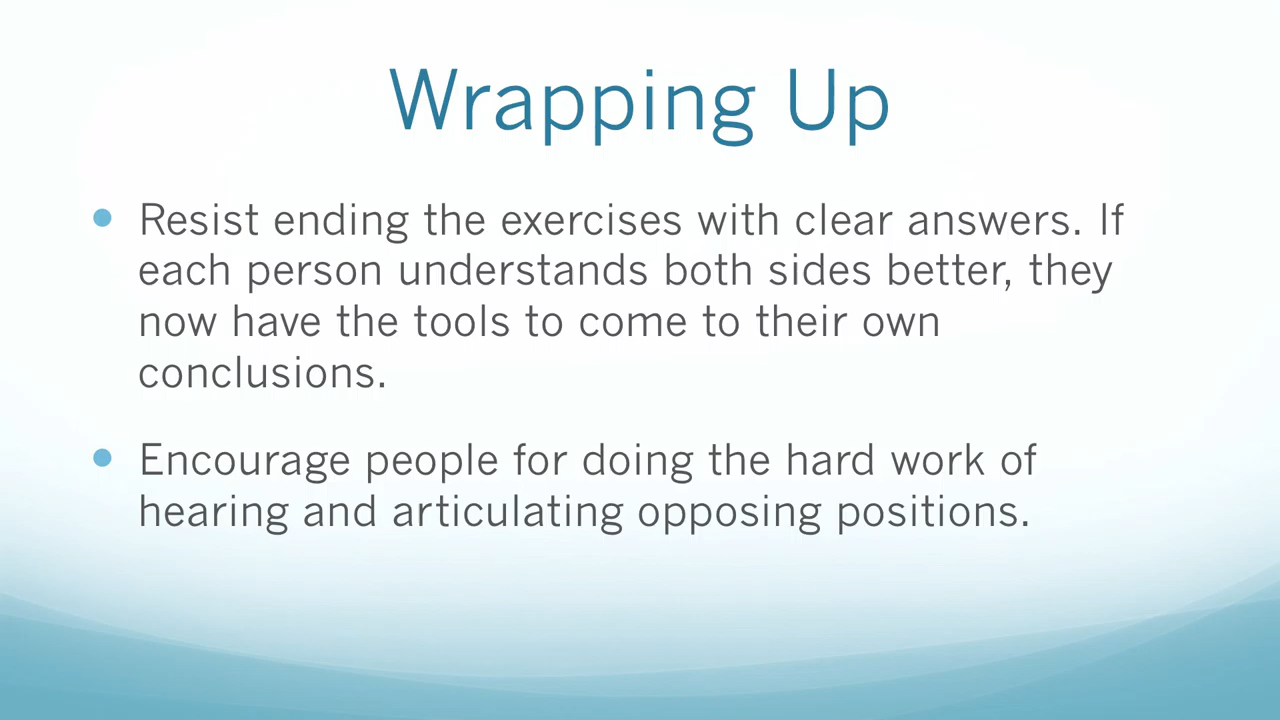 Wrapping Up
Resist ending the exercises with clear answers. If
each person understands both sides better, they
now have the tools to come to their own
conclusions.
Encourage people for doing the hard work of
hearing and articulating opposing positions.